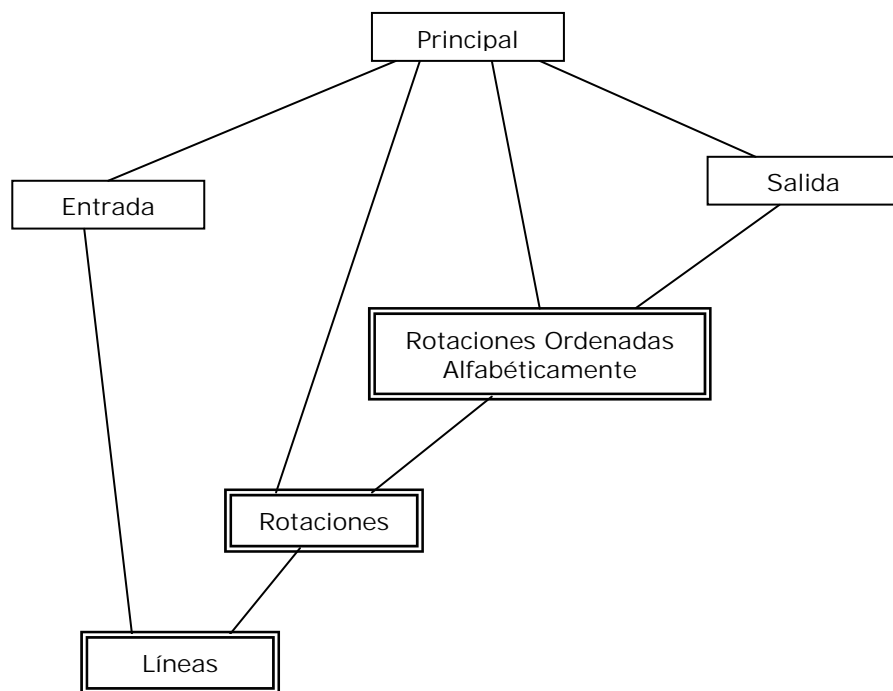 Principal
Entrada
Salida
Rotaciones Ordenadas
Alfabéticamente
Rotaciones
Líneas